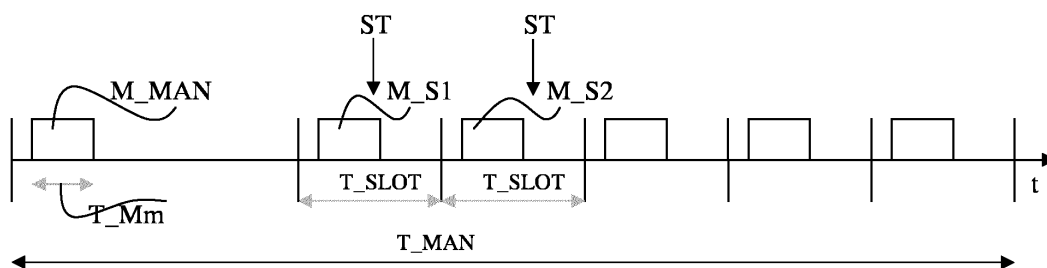 ST ST
M_MAN M_S1 M_S2
T_SLOT T_SLOT t
T_Mm
T_MAN